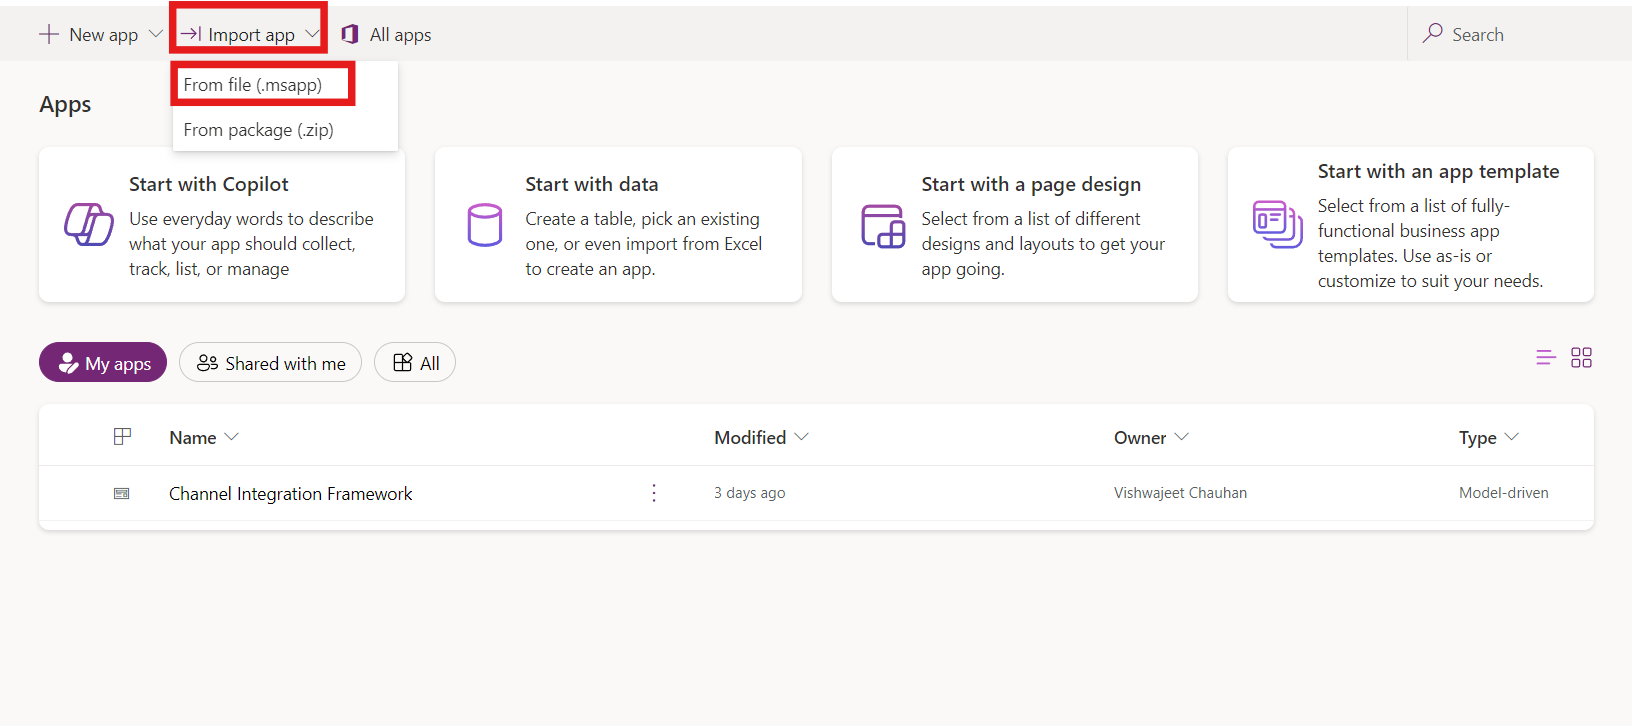 New app
Import app
All apps
Search
From file (.msapp)
From package (.zip)
Apps
Start with Copilot
Use everyday words to describe
what your app should collect,
track, list, or manage
Start with data
Create a table, pick an existing
one, or even import from Excel
to create an app.
Start with a page design
Select from a list of different
designs and layouts to get your
app going.
Start with an app template
Select from a list of fully-
functional business app
templates. Use as-is or
customize to suit your needs.
My apps
Shared with me
All
Name
Modified
Owner
Type
Channel Integration Framework
3 days ago
Vishwajeet Chauhan
Model-driven